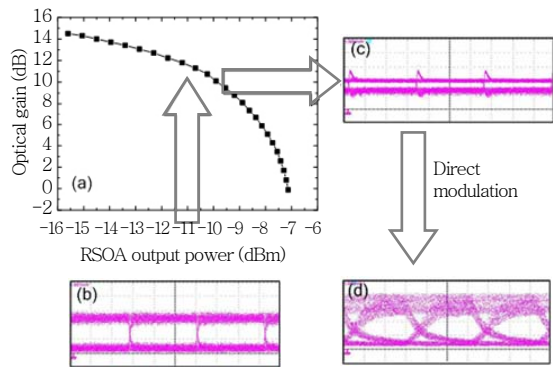 Optical gain (dB)
16
14
12
10
8
6
4
2
0
−2
(a)
−16 −15 −14 −13 −12 −11 −10 −9 −8 −7 −6
RSOA output power (dBm)
(c)
Direct
modulation
(b)
(d)